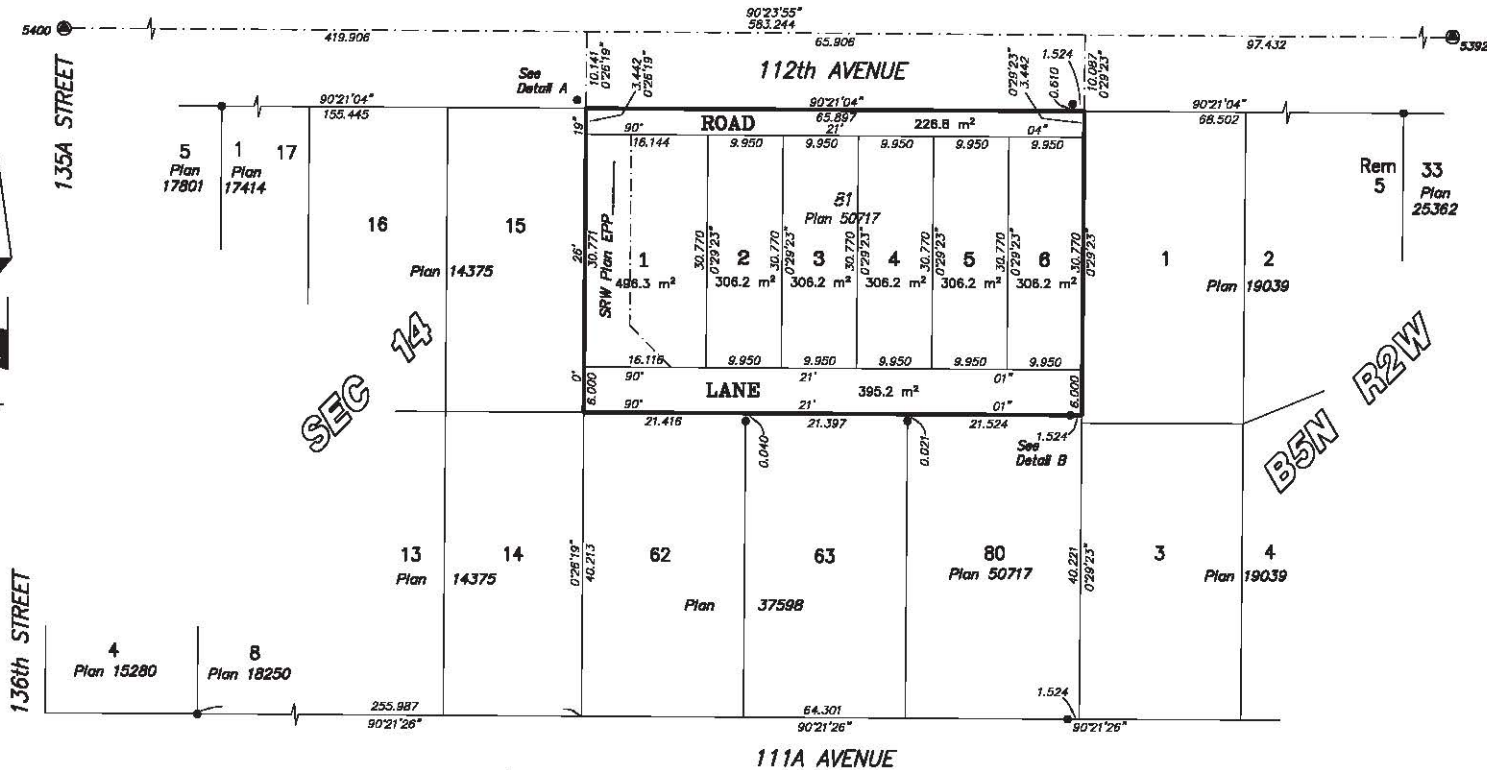 90°23'55"
583.244
5400
5392
419.906
65.906
97.432
135A STREET
10.141
0°26'19"
3.442
0°26'19"
112th AVENUE
0°29'23"
3.442
0.610
1.524
10.087
0°29'23"
See
Detail A
90°21'04"
155.445
90°21'04"
65.897
90°21'04"
68.502
ROAD
226.8 m²
90° 21' 04"
16.144 9.950 9.950 9.950 9.950 9.950
5
Plan
17801
1
Plan
17414
17
16
15
Plan 14375
19"
26'
0°
30.771
SRW Plan EPP
81
Plan 50717
1
496.3 m²
30.770
0°29'23"
2
306.2 m²
30.770
0°29'23"
3
306.2 m²
30.770
0°29'23"
4
306.2 m²
30.770
0°29'23"
5
306.2 m²
30.770
0°29'23"
6
306.2 m²
30.770
0°29'23"
1
2
Plan 19039
Rem
5
33
Plan
25362
SEC 14
B5N R2W
16.116 9.950 9.950 9.950 9.950 9.950
90° 21' 01"
6.000
LANE
395.2 m²
6.000
90° 21' 01"
21.416 21.397 21.524
0.040
0.021
1.524
See
Detail B
13
14
Plan 14375
0°26'19"
40.213
62
63
Plan 37598
80
Plan 50717
40.221
0°29'23"
3
4
Plan 19039
136th STREET
4
Plan 15280
8
Plan 18250
255.987
90°21'26"
64.301
90°21'26"
1.524
90°21'26"
111A AVENUE